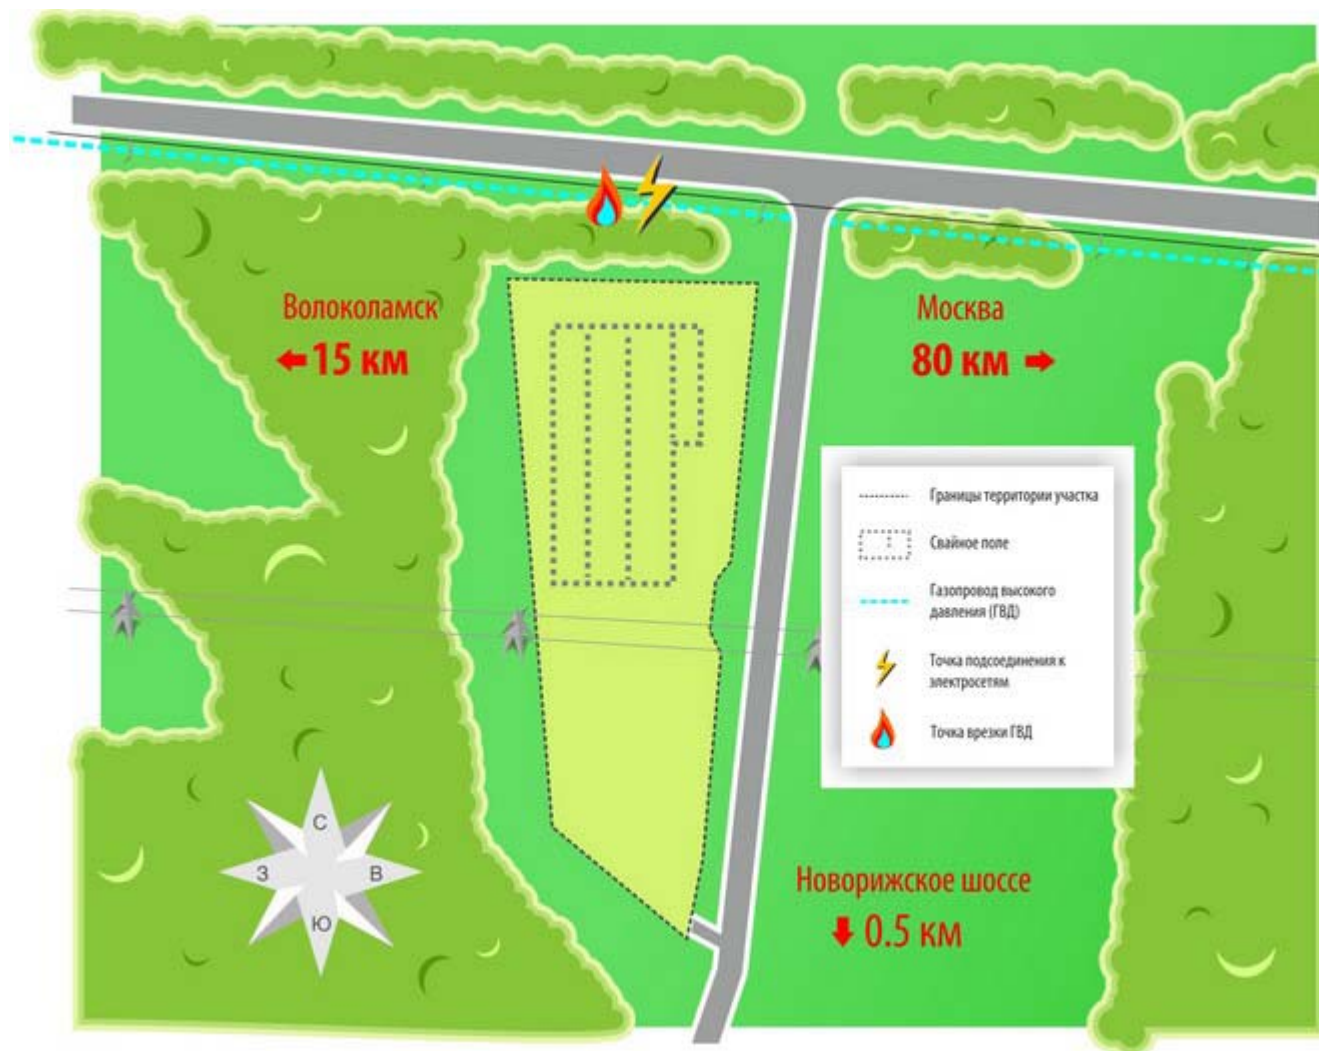 Волоколамск
15 км
Москва
80 км
Границы территории участка
Свайное поле
Газопровод высокого
давления (ГВД)
Точка подсоединения к
электросетям
Точка врезки ГВД
С
З
В
Ю
Новорижское шоссе
0.5 км